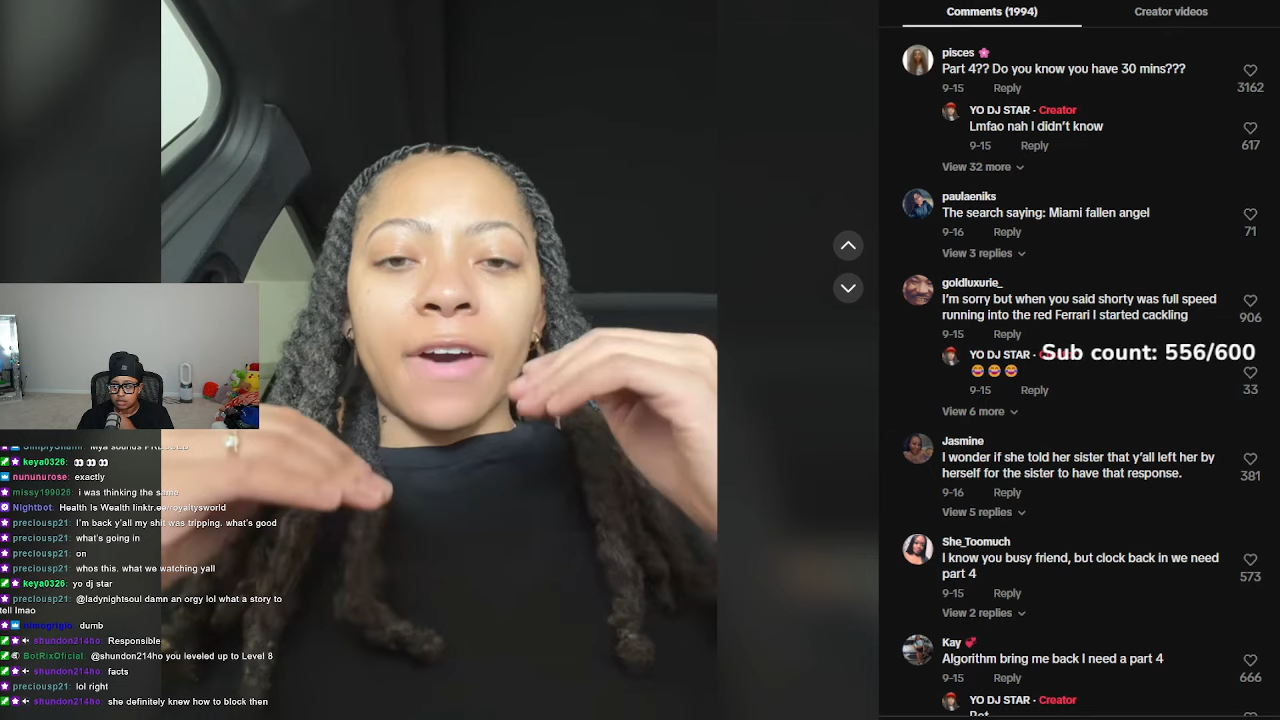 Comments (1994)
Creator videos
pisces 🌸
Part 4?? Do you know you have 30 mins???
9-15 Reply
3162
YO DJ STAR · Creator
Lmfao nah I didn't know
9-15 Reply
617
View 32 more
paulaeniks
The search saying: Miami fallen angel
9-16 Reply
71
View 3 replies
goldluxurie_
I'm sorry but when you said shorty was full speed
running into the red Ferrari I started cackling
9-15 Reply
906
YO DJ STAR ·
Sub count: 556/600
😂 😂 😂
9-15 Reply
33
View 6 more
Jasmine
I wonder if she told her sister that y'all left her by
herself for the sister to have that response.
9-16 Reply
381
View 5 replies
She_Toomuch
I know you busy friend, but clock back in we need
part 4
9-15 Reply
573
View 2 replies
Kay 💞
Algorithm bring me back I need a part 4
9-15 Reply
666
YO DJ STAR · Creator
keya0326: 👀 👀 👀
nununurose: exactly
missy199026: i was thinking the same
Nightbot: Health Is Wealth linktr.ee/royaltysworld
preciousp21: I'm back y'all my shit was tripping. what's good
preciousp21: what's going in
preciousp21: on
preciousp21: whos this. what we watching yall
keya0326: yo dj star
preciousp21: @ladynightsoul damn an orgy lol what a story to
tell lmao
dumb
shundon214ho: Responsible
BotRixOficial: @shundon214ho you leveled up to Level 8
shundon214ho: facts
preciousp21: lol right
shundon214ho: she definitely knew how to block then